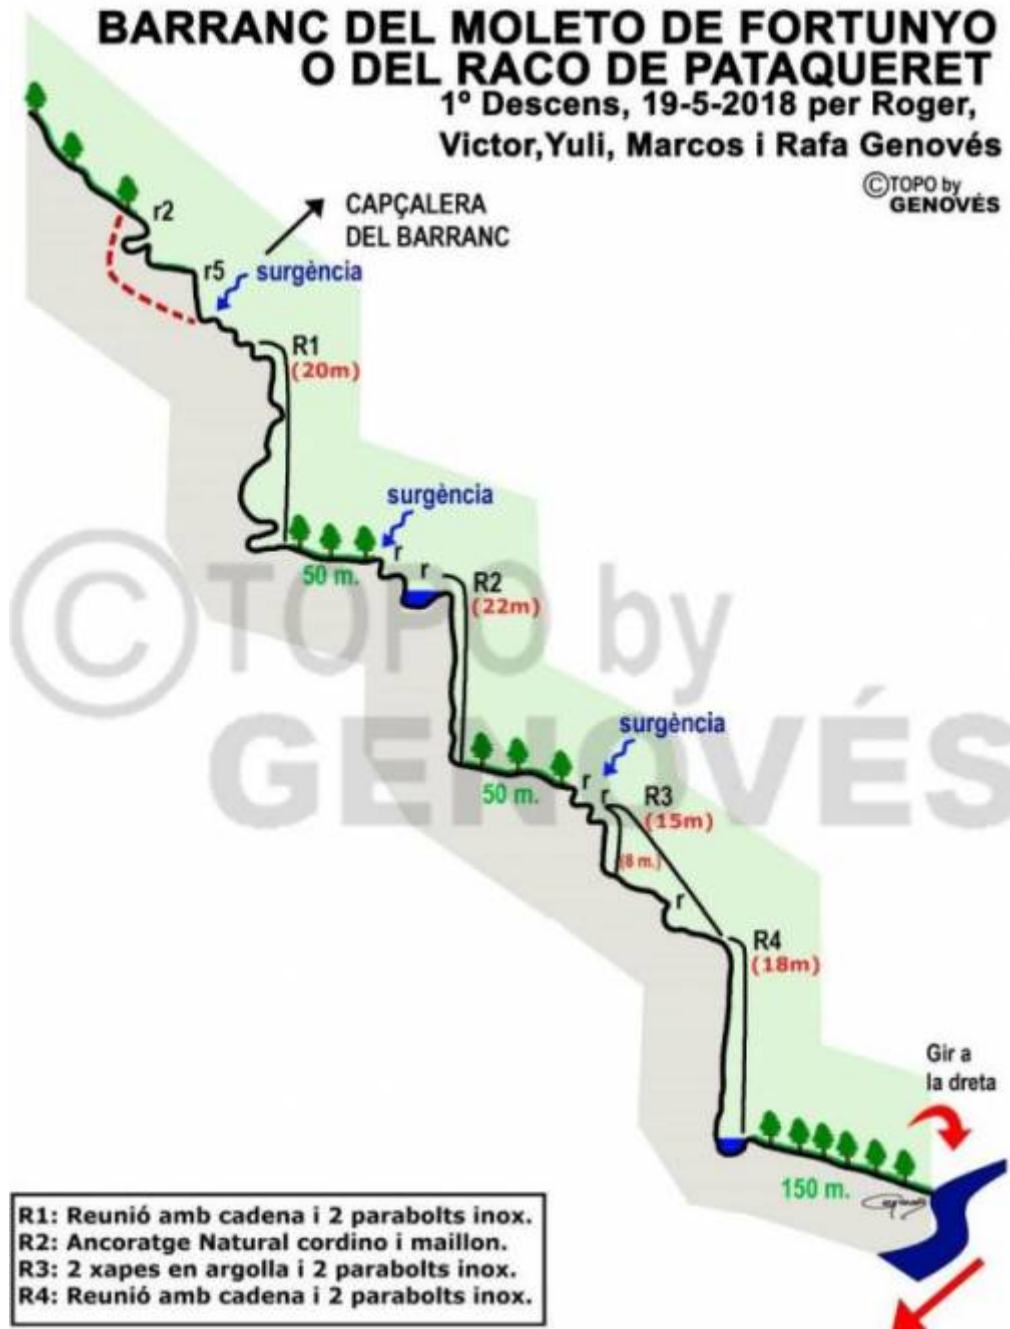 BARRANC DEL MOLETO DE FORTUNYO
O DEL RACO DE PATAQUERET
1º Descens, 19-5-2018 per Roger,
Victor,Yuli, Marcos i Rafa Genovés
©TOPO by
GENOVÉS
r2
CAPÇALERA
DEL BARRANC
r5
surgència
R1
(20m)
surgència
r
r
50 m.
R2
(22m)
©TOPO by
GENOVÉS
surgència
r
r
50 m.
R3
(15m)
(8 m.)
r
R4
(18m)
Gir a
la dreta
150 m.
R1: Reunió amb cadena i 2 parabolts inox.
R2: Ancoratge Natural cordino i maillon.
R3: 2 xapes en argolla i 2 parabolts inox.
R4: Reunió amb cadena i 2 parabolts inox.